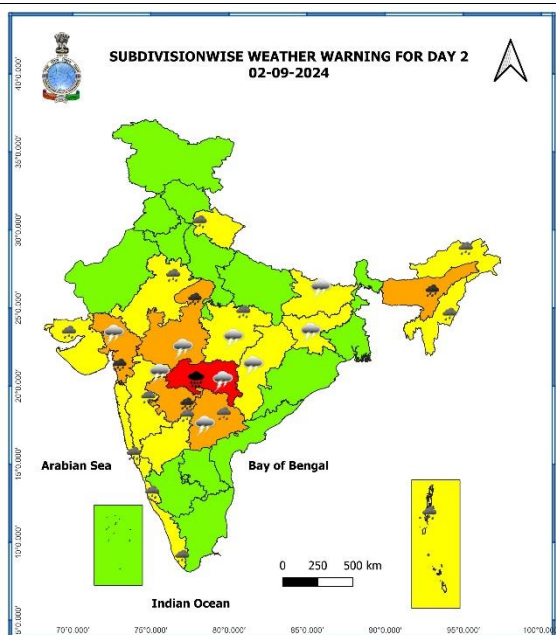 SUBDIVISIONWISE WEATHER WARNING FOR DAY 2
02-09-2024
40°0.000'
35°0.000'
30°0.000'
25°0.000'
20°0.000'
15°0.000'
10°0.000'
5°0.000'
Arabian Sea
Bay of Bengal
0 250 500 km
Indian Ocean
70°0.000' 75°0.000' 80°0.000' 85°0.000' 90°0.000' 95°0.000' 100°0.00